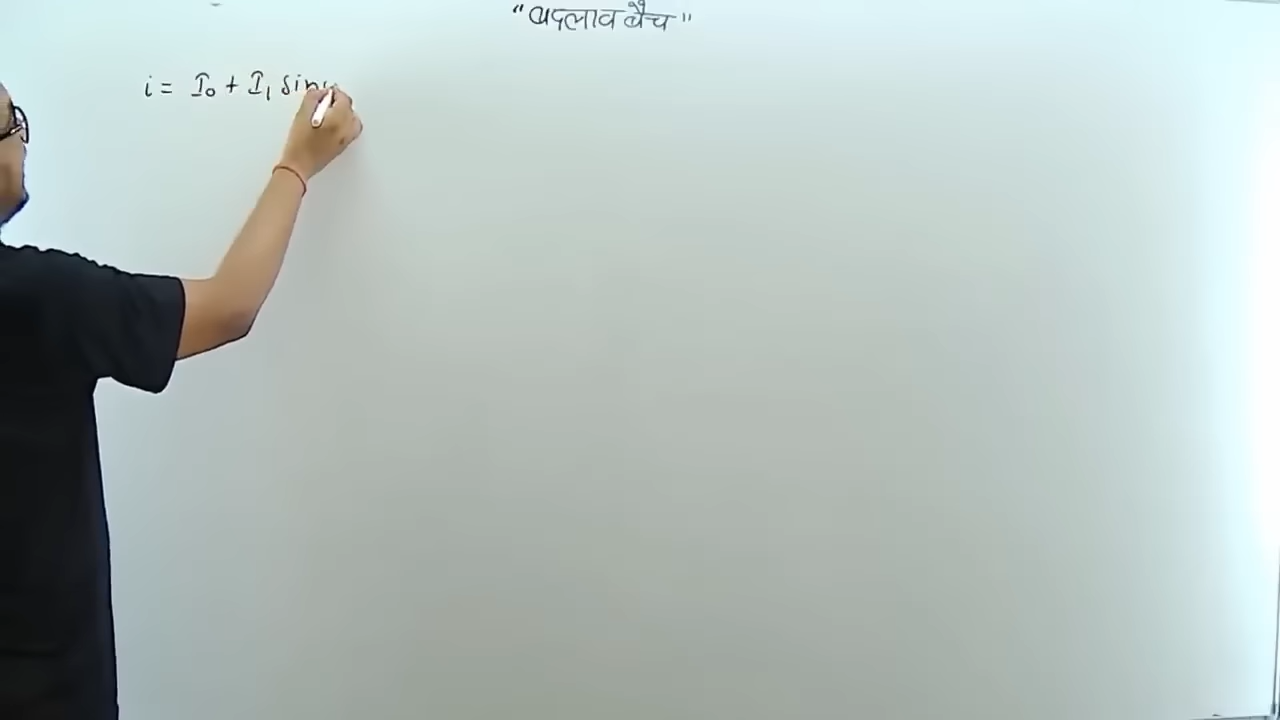 "बदलाव बैच"
i = I₀ + I₁ sin